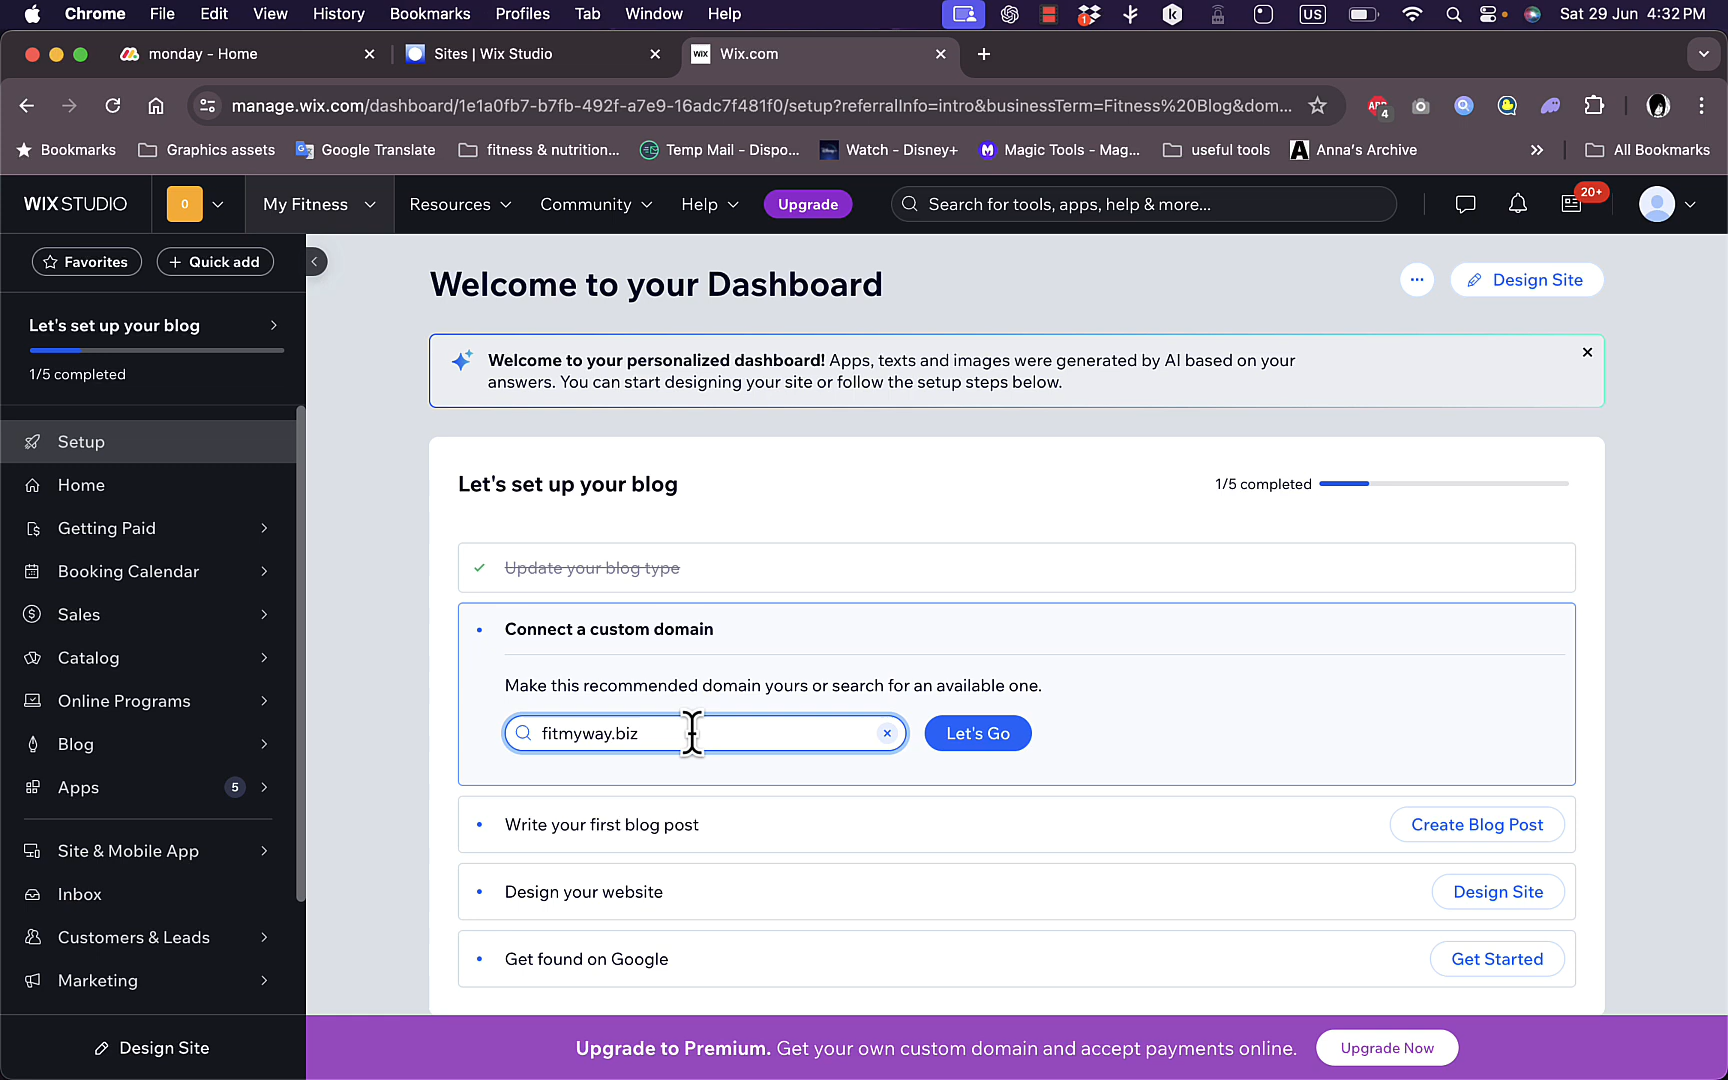 Chrome File Edit View History Bookmarks Profiles Tab Window Help US Sat 29 Jun 4:32 PM
monday - Home Sites | Wix Studio WIX Wix.com
manage.wix.com/dashboard/1e1a0fb7-b7fb-492f-a7e9-16adc7f481f0/setup?referralInfo=intro&businessTerm=Fitness%20Blog&dom... ABP 4
Bookmarks Graphics assets Google Translate fitness & nutrition... Temp Mail - Dispo... Watch - Disney+ Magic Tools - Mag... useful tools Anna's Archive » All Bookmarks
WIX STUDIO 0 My Fitness Resources Community Help Upgrade Search for tools, apps, help & more... 20+
Favorites + Quick add
Let's set up your blog
1/5 completed
Setup
Home
Getting Paid
Booking Calendar
Sales
Catalog
Online Programs
Blog
Apps 5
Site & Mobile App
Inbox
Customers & Leads
Marketing
Design Site
Welcome to your Dashboard
... Design Site
Welcome to your personalized dashboard! Apps, texts and images were generated by AI based on your
answers. You can start designing your site or follow the setup steps below.
Let's set up your blog 1/5 completed
Update your blog type
Connect a custom domain
Make this recommended domain yours or search for an available one.
fitmyway.biz Let's Go
Write your first blog post Create Blog Post
Design your website Design Site
Get found on Google Get Started
Upgrade to Premium. Get your own custom domain and accept payments online. Upgrade Now